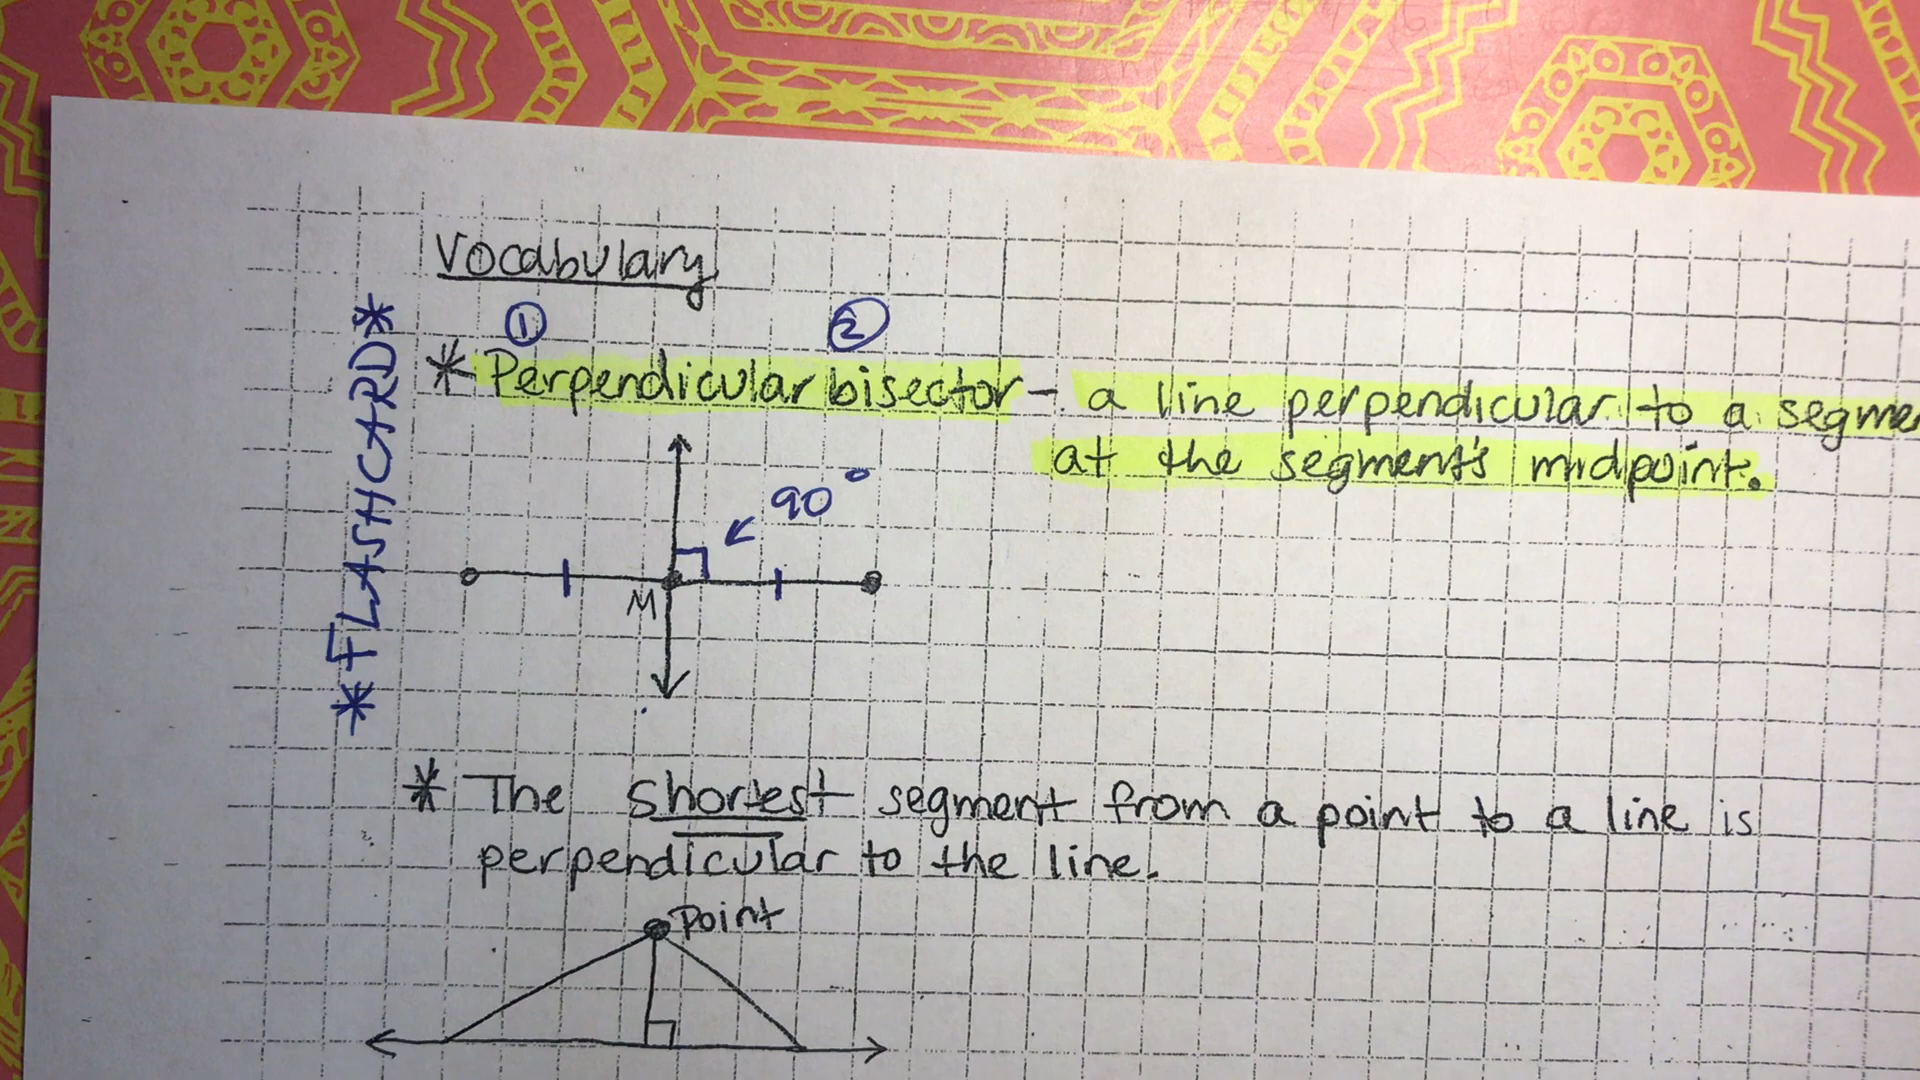 Vocabulary
① ②
* Perpendicular bisector - a line perpendicular to a segme
at the segment's midpoint.
*FLASHCARD*
90°
M
* The shortest segment from a point to a line is
perpendicular to the line.
Point